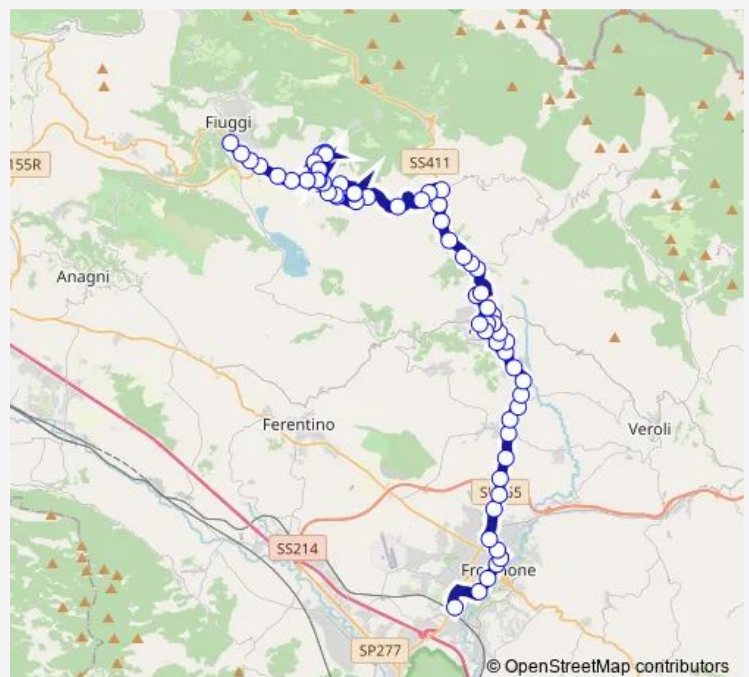 Fiuggi
155R
SS411
Anagni
Ferentino
Veroli
SS214
SP277
© OpenStreetMap contributors